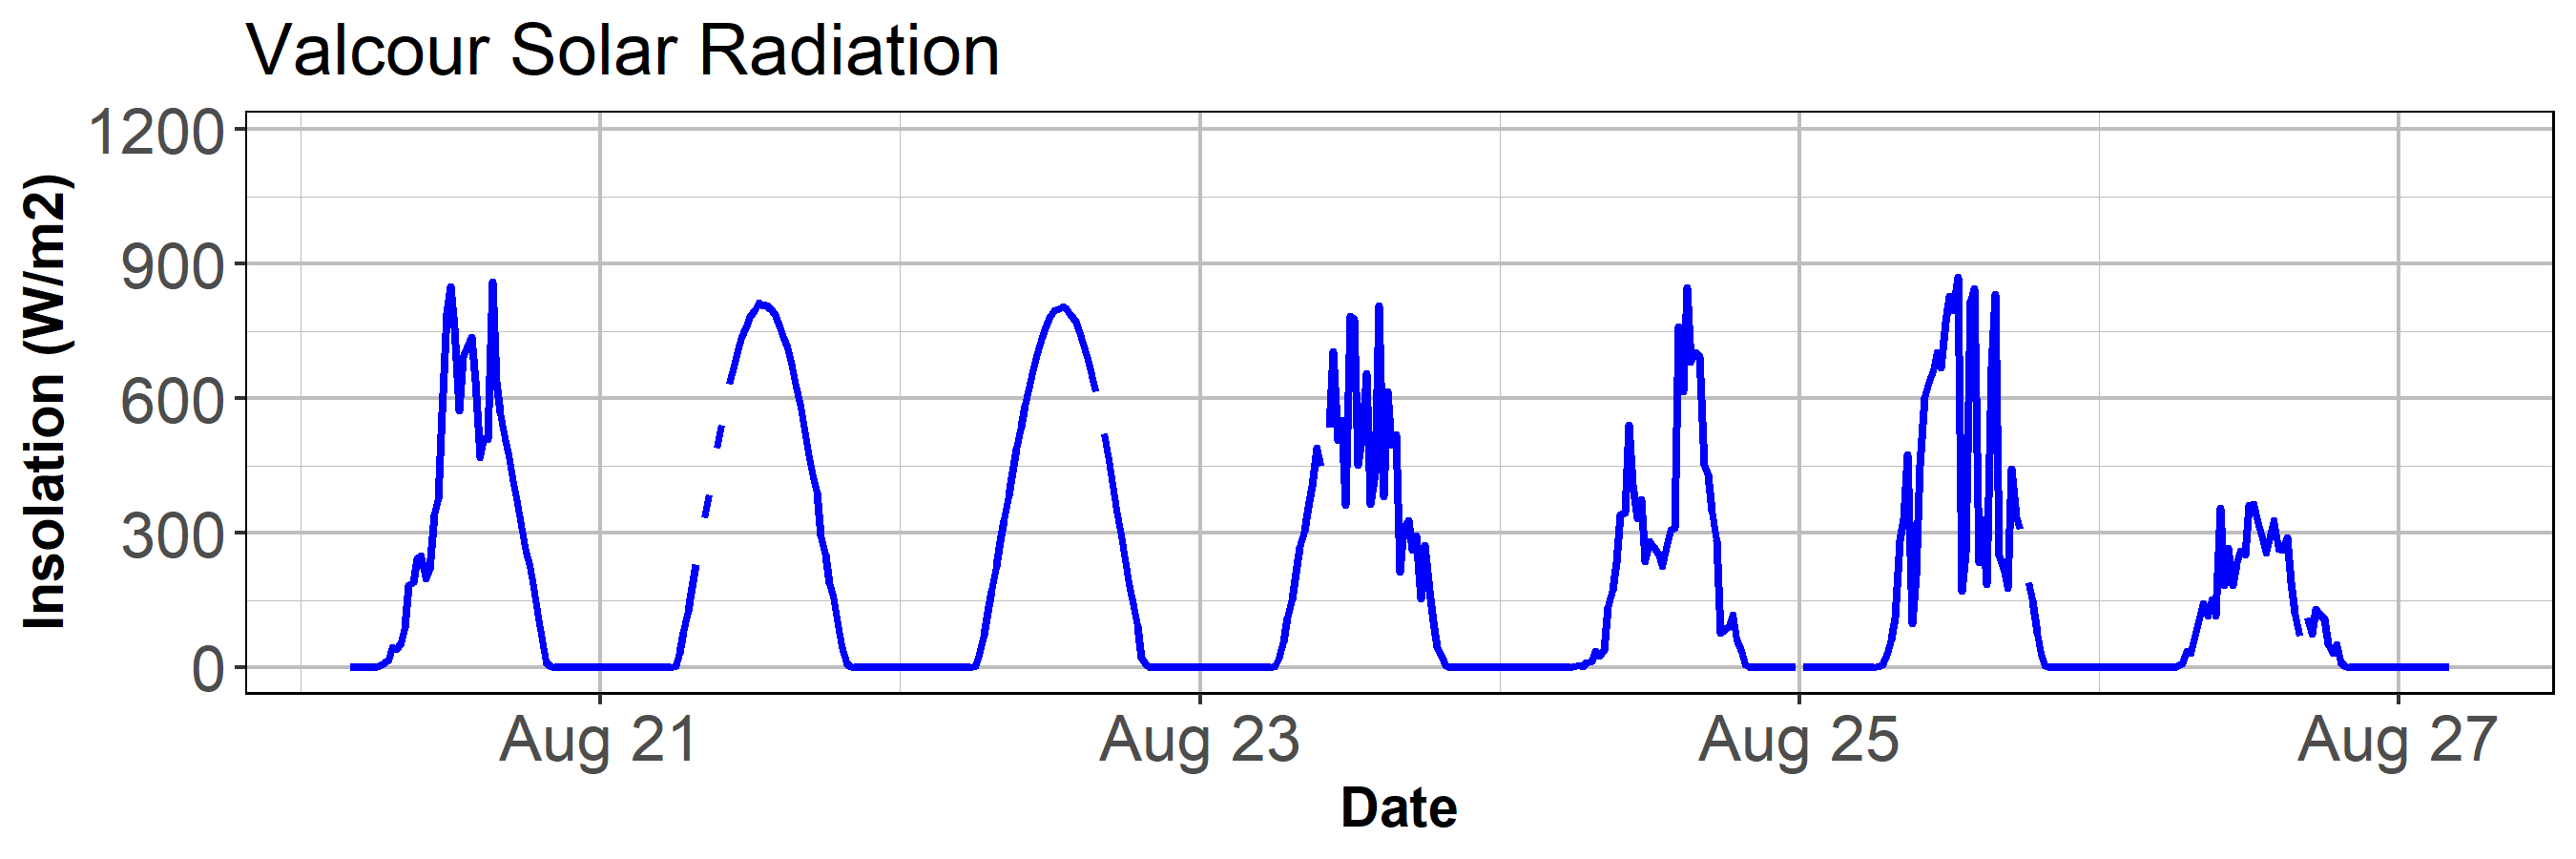 Valcour Solar Radiation
Insolation (W/m2)
1200
900
600
300
0
Aug 21
Aug 23
Aug 25
Aug 27
Date